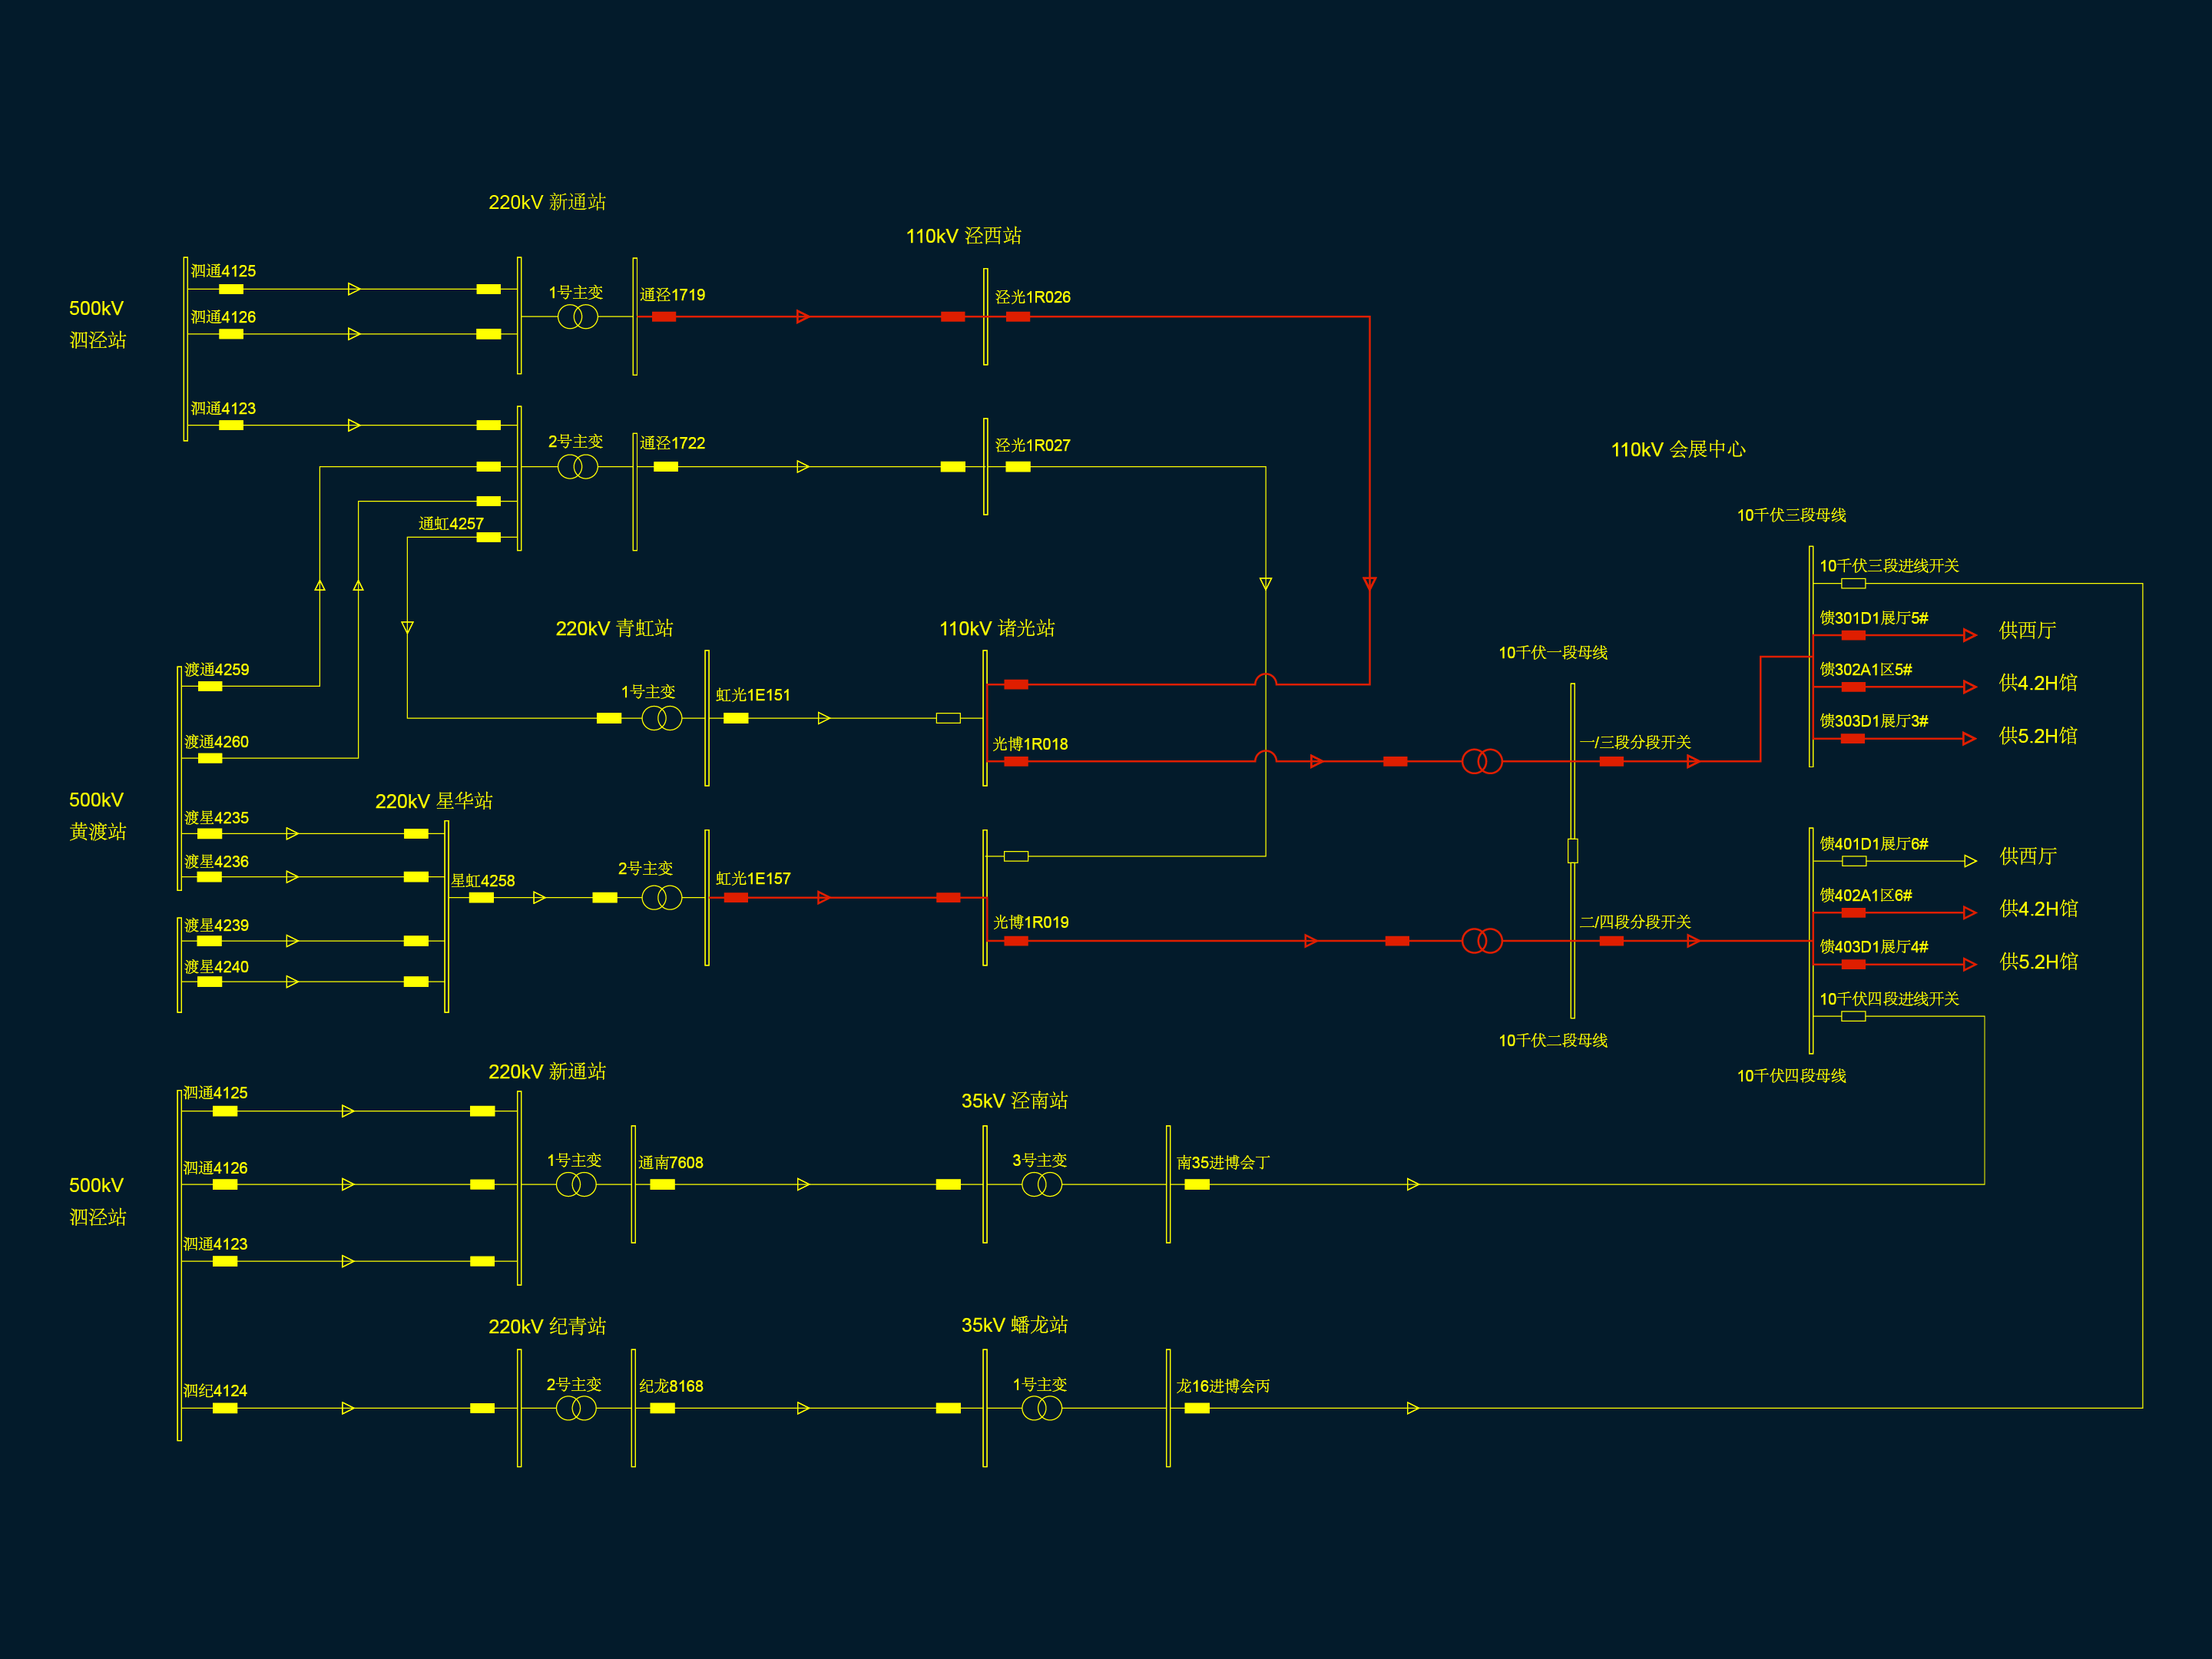 220kV 新通站
110kV 泾西站
500kV
泗泾站
泗通4125
泗通4126
泗通4123
1号主变
通泾1719
泾光1R026
2号主变
通泾1722
泾光1R027
通虹4257
110kV 会展中心
10千伏三段母线
10千伏三段进线开关
馈301D1展厅5#
供西厅
馈302A1区5#
供4.2H馆
馈303D1展厅3#
供5.2H馆
220kV 青虹站
110kV 诸光站
10千伏一段母线
500kV
黄渡站
渡通4259
渡通4260
渡星4235
渡星4236
渡星4239
渡星4240
220kV 星华站
星虹4258
1号主变
虹光1E151
光博1R018
一/三段分段开关
2号主变
虹光1E157
光博1R019
二/四段分段开关
馈401D1展厅6#
供西厅
馈402A1区6#
供4.2H馆
馈403D1展厅4#
供5.2H馆
10千伏四段进线开关
10千伏二段母线
10千伏四段母线
220kV 新通站
35kV 泾南站
500kV
泗泾站
泗通4125
泗通4126
泗通4123
1号主变
通南7608
3号主变
南35进博会丁
220kV 纪青站
35kV 蟠龙站
泗纪4124
2号主变
纪龙8168
1号主变
龙16进博会丙